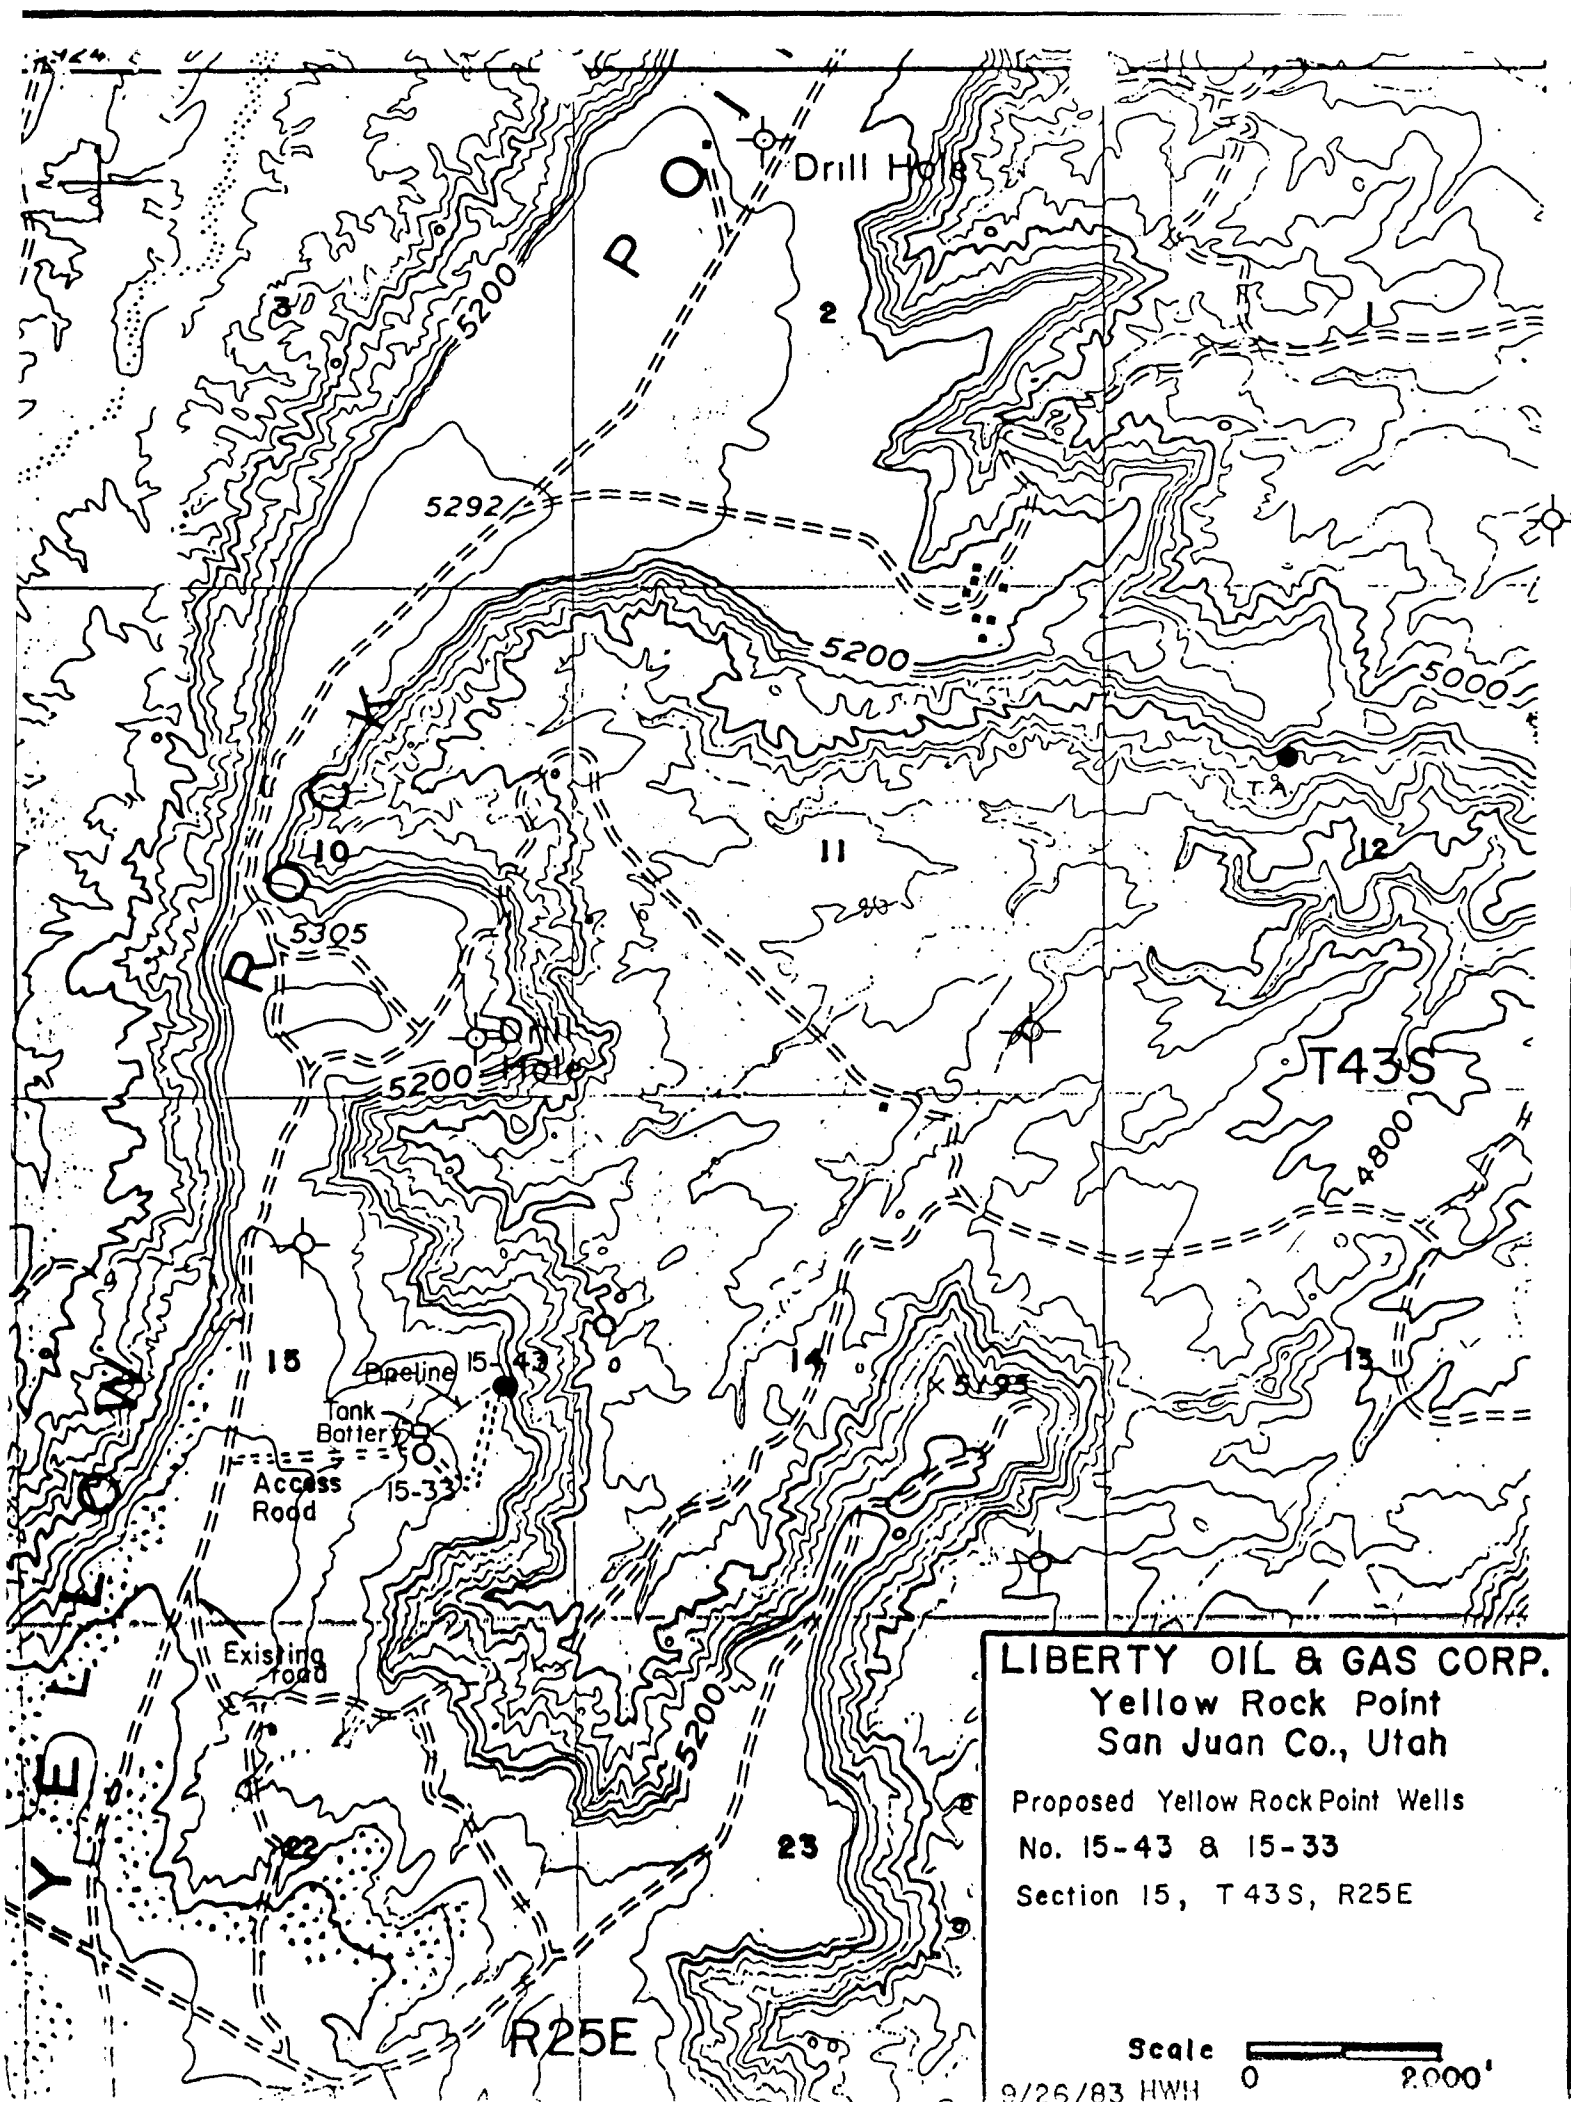 Drill Hole
P O I
3
2
1
5200
5292
5200
5000
T.A.
Y E L L O W R O C K
10
11
12
5305
Drill
Hole
5200
T43S
4800
15
Pipeline
15-43
14
13
5195
Tank
Battery
Access
Road
15-33
Existing
road
5200
22
23
R25E
LIBERTY OIL & GAS CORP.
Yellow Rock Point
San Juan Co., Utah
Proposed Yellow Rock Point Wells
No. 15-43 & 15-33
Section 15, T43S, R25E
Scale
0 2000'
9/26/83 HWH